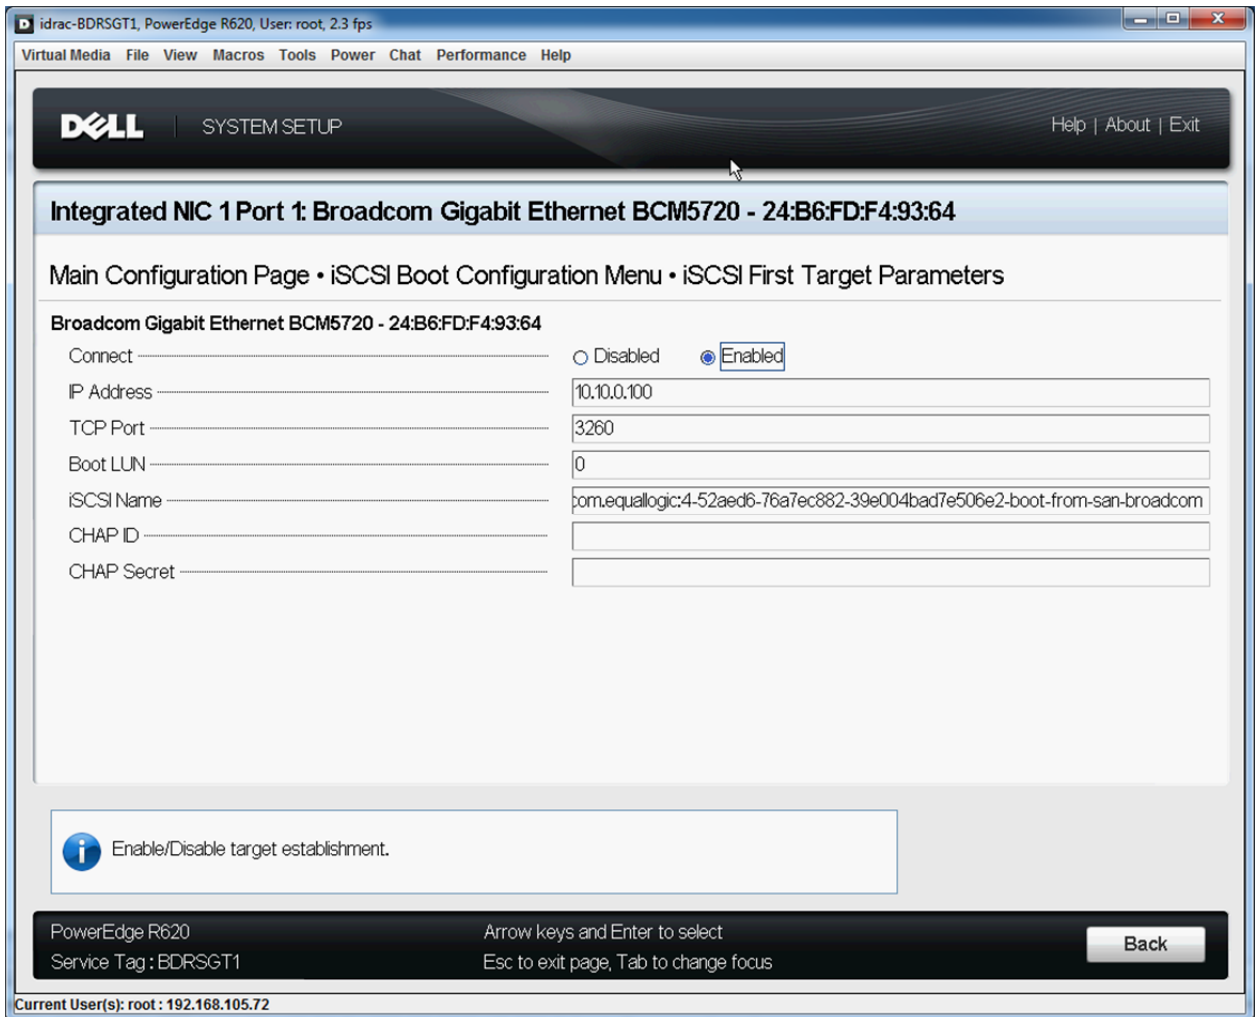 idrac-BDRSGT1, PowerEdge R620, User: root, 2.3 fps
Virtual Media File View Macros Tools Power Chat Performance Help
DELL SYSTEM SETUP Help | About | Exit
Integrated NIC 1 Port 1: Broadcom Gigabit Ethernet BCM5720 - 24:B6:FD:F4:93:64
Main Configuration Page • iSCSI Boot Configuration Menu • iSCSI First Target Parameters
Broadcom Gigabit Ethernet BCM5720 - 24:B6:FD:F4:93:64
Connect Disabled Enabled
IP Address 10.10.0.100
TCP Port 3260
Boot LUN 0
iSCSI Name com.equallogic:4-52aed6-76a7ec882-39e004bad7e506e2-boot-from-san-broadcom
CHAP ID
CHAP Secret
Enable/Disable target establishment.
PowerEdge R620 Arrow keys and Enter to select
Service Tag : BDRSGT1 Esc to exit page, Tab to change focus
Back
Current User(s): root : 192.168.105.72